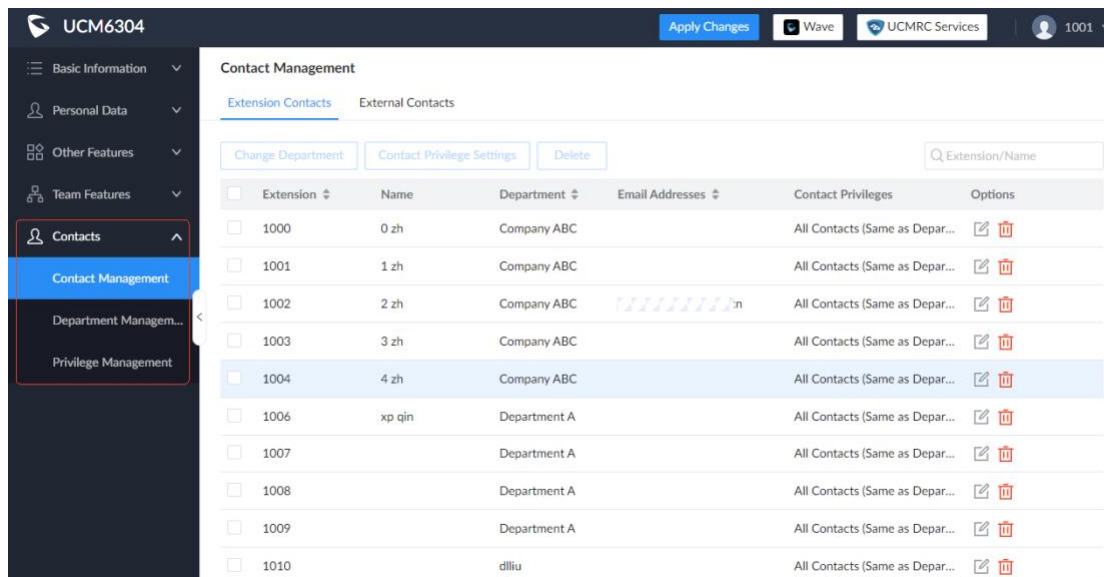 UCM6304
Apply Changes
Wave
UCMRC Services
1001
Basic Information
Personal Data
Other Features
Team Features
Contacts
Contact Management
Department Managem...
Privilege Management
Contact Management
Extension Contacts External Contacts
Change Department Contact Privilege Settings Delete Extension/Name
Extension Name Department Email Addresses Contact Privileges Options
1000 0 zh Company ABC All Contacts (Same as Depar...
1001 1 zh Company ABC All Contacts (Same as Depar...
1002 2 zh Company ABC All Contacts (Same as Depar...
1003 3 zh Company ABC All Contacts (Same as Depar...
1004 4 zh Company ABC All Contacts (Same as Depar...
1006 xp qin Department A All Contacts (Same as Depar...
1007 Department A All Contacts (Same as Depar...
1008 Department A All Contacts (Same as Depar...
1009 Department A All Contacts (Same as Depar...
1010 dlliu All Contacts (Same as Depar...